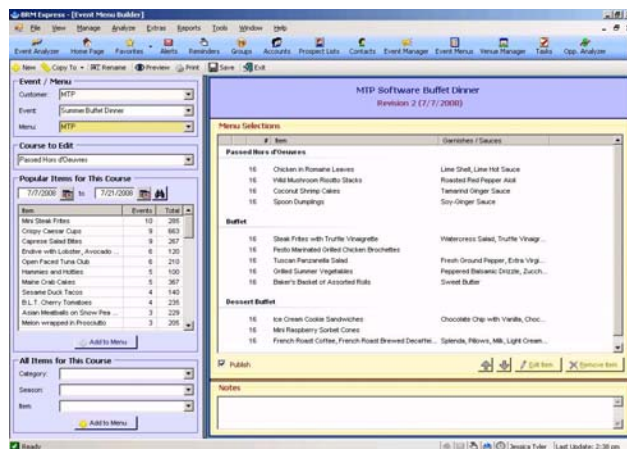 BRM Express - [Event Menu Builder]
File View Manage Analyze Extras Reports Tools Window Help
Event Analyzer Home Page Favorites Alerts Reminders Groups Accounts Prospect Lists Contacts Event Manager Event Menus Venue Manager Tasks Opp. Analyzer
New Copy To Rename Preview Print Save Exit
Event / Menu
Customer: MTP
Event: Summer Buffet Dinner
Menu: MTP
Course to Edit
Passed Hors d'Oeuvres
Popular Items for This Course
7/7/2008 to 7/21/2008
Item Events Total
Mini Steak Frites 10 285
Crispy Caesar Cups 9 663
Caprese Salad Bites 9 267
Endive with Lobster, Avocado ... 6 120
Open Faced Tuna Club 6 210
Hammies and Hotties 5 100
Maine Crab Cakes 5 367
Sesame Duck Tacos 4 140
B.L.T. Cherry Tomatoes 4 235
Asian Meatballs on Snow Pea ... 3 229
Melon wrapped in Prosciutto 3 205
Add to Menu
All Items for This Course
Category:
Season:
Item:
Add to Menu
MTP Software Buffet Dinner
Revision 2 (7/7/2008)
Menu Selections
# Item Garnishes / Sauces
Passed Hors d'Oeuvres
16 Chicken in Romaine Leaves Lime Shell, Lime Hot Sauce
16 Wild Mushroom Risotto Stacks Roasted Red Pepper Aioli
16 Coconut Shrimp Cakes Tamarind Ginger Sauce
16 Spoon Dumplings Soy-Ginger Sauce
Buffet
16 Steak Frites with Truffle Vinaigrette Watercress Salad, Truffle Vinaigr...
16 Pesto Marinated Grilled Chicken Brochettes
16 Tuscan Panzanella Salad Fresh Ground Pepper, Extra Virgi...
16 Grilled Summer Vegetables Peppered Balsamic Drizzle, Zucch...
16 Baker's Basket of Assorted Rolls Sweet Butter
Dessert Buffet
16 Ice Cream Cookie Sandwiches Chocolate Chip with Vanilla, Choc...
16 Mini Raspberry Sorbet Cones
16 French Roast Coffee, French Roast Brewed Decaffei... Splenda, Pillows, Milk, Light Cream...
Publish
Edit Item Remove Item
Notes
Ready
Jessica Tyler Last Update: 2:38 pm